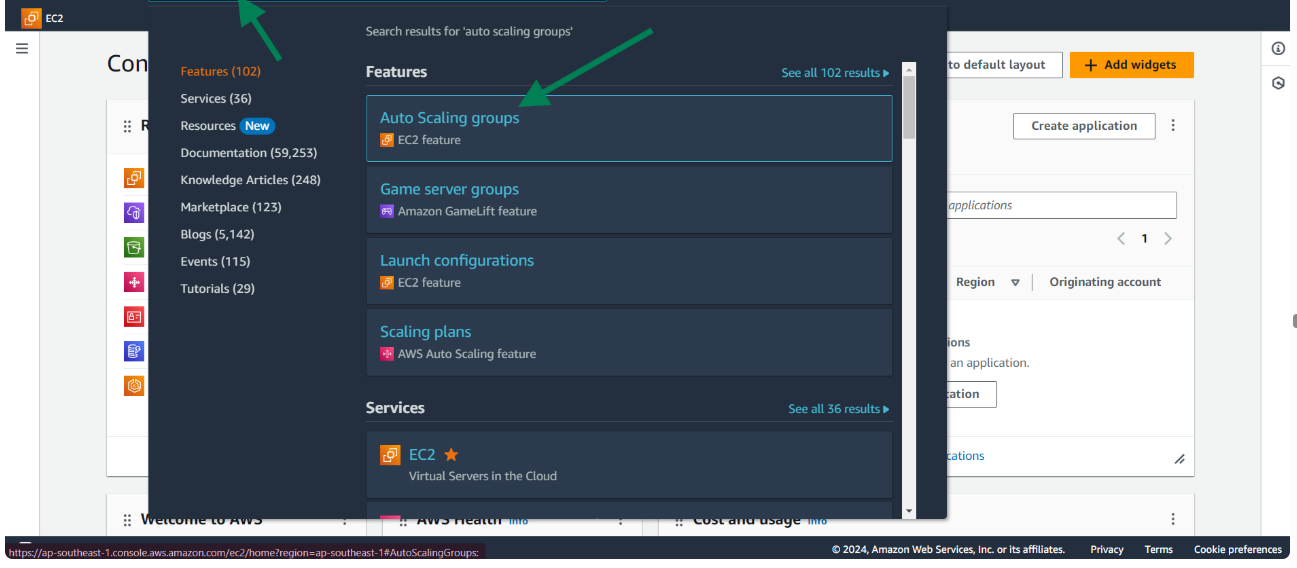 EC2
Search results for 'auto scaling groups'
Features (102)
Services (36)
Resources New
Documentation (59,253)
Knowledge Articles (248)
Marketplace (123)
Blogs (5,142)
Events (115)
Tutorials (29)
Features
See all 102 results
Auto Scaling groups
EC2 feature
Game server groups
Amazon GameLift feature
Launch configurations
EC2 feature
Scaling plans
AWS Auto Scaling feature
Services
See all 36 results
EC2
Virtual Servers in the Cloud
Con
to default layout
+ Add widgets
R
Create application
applications
1
Region
Originating account
ions
an application.
cation
cations
Welcome to AWS
AWS Health Info
Cost and usage Info
https://ap-southeast-1.console.aws.amazon.com/ec2/home?region=ap-southeast-1#AutoScalingGroups:
© 2024, Amazon Web Services, Inc. or its affiliates.
Privacy
Terms
Cookie preferences